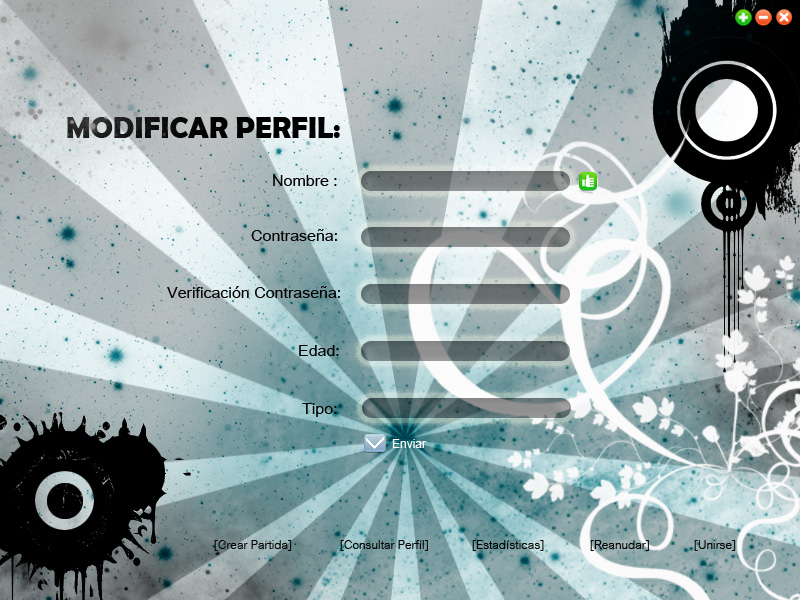 MODIFICAR PERFIL:
Nombre :
Contraseña:
Verificación Contraseña:
Edad:
Tipo:
Enviar
[Crear Partida] [Consultar Perfil] [Estadísticas] [Reanudar] [Unirse]